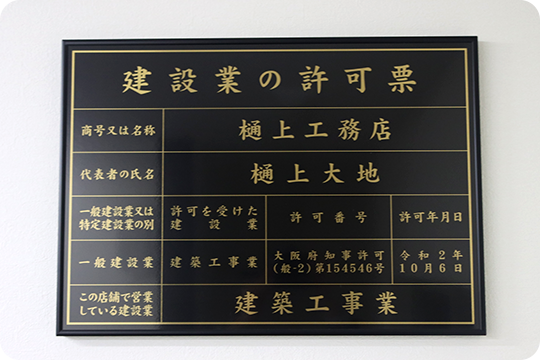 建設業の許可票
商号又は名称 樋上工務店
代表者の氏名 樋上大地
一般建設業又は
特定建設業の別
許可を受けた
建設業
許可番号
許可年月日
一般建設業
建築工事業
大阪府知事許可
(般-2)第154546号
令和2年
10月6日
この店舗で営業
している建設業
建築工事業